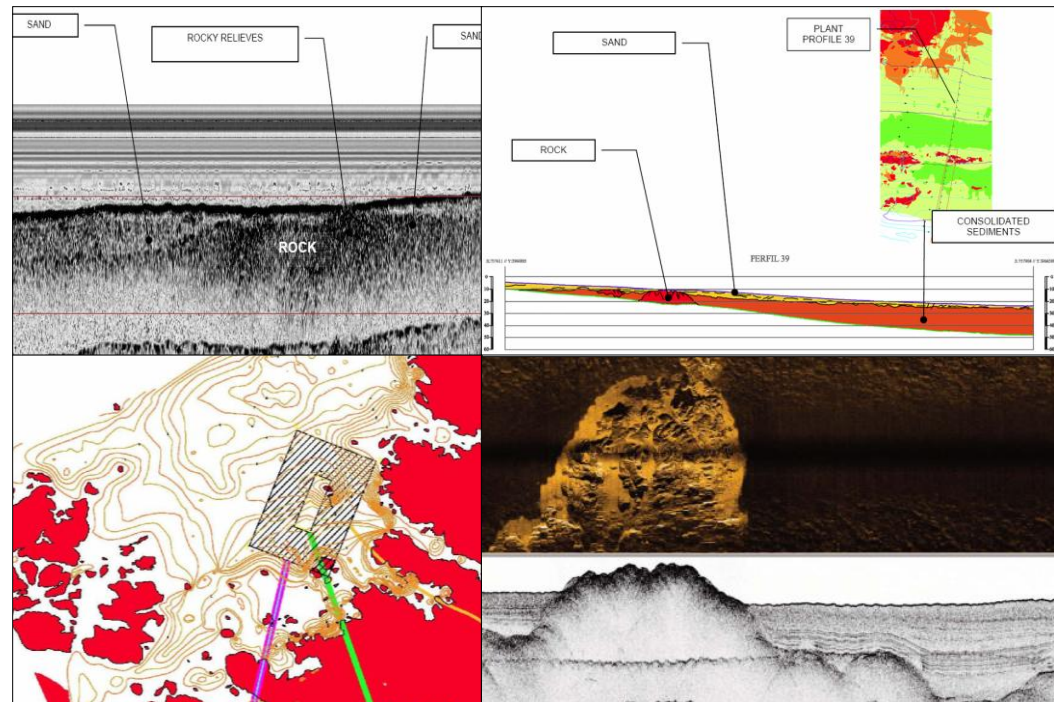 SAND
ROCKY RELIEVES
SAND
ROCK
SAND
PLANT
PROFILE 39
ROCK
CONSOLIDATED
SEDIMENTS
PERFIL 39